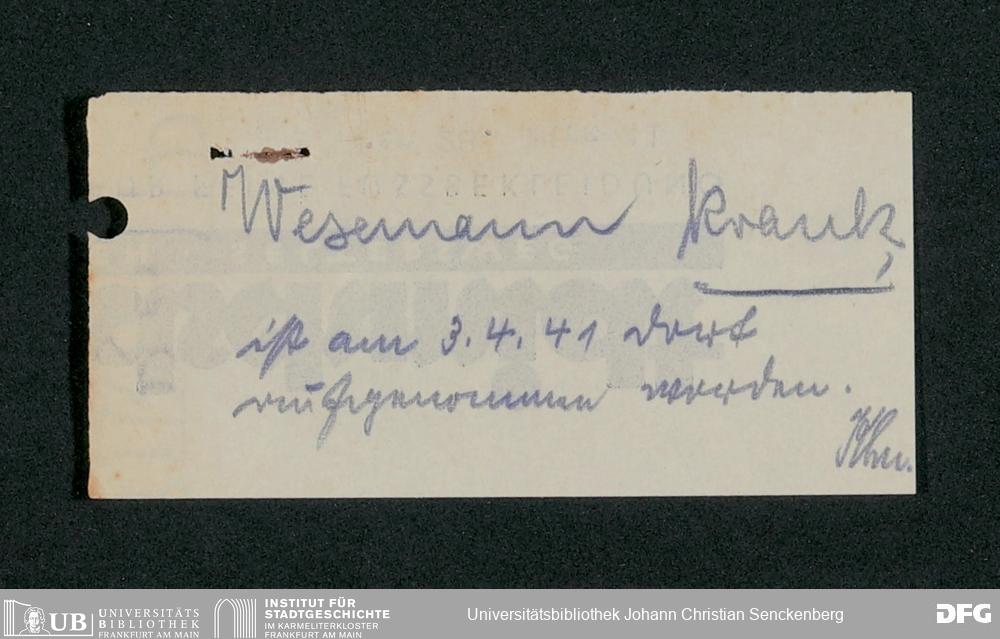 Wesemann krank,
ist am 3.4.41 dort
aufgenommen worden.
UB
UNIVERSITÄTS
BIBLIOTHEK
FRANKFURT AM MAIN
INSTITUT FÜR
STADTGESCHICHTE
IM KARMELITERKLOSTER
FRANKFURT AM MAIN
Universitätsbibliothek Johann Christian Senckenberg
DFG